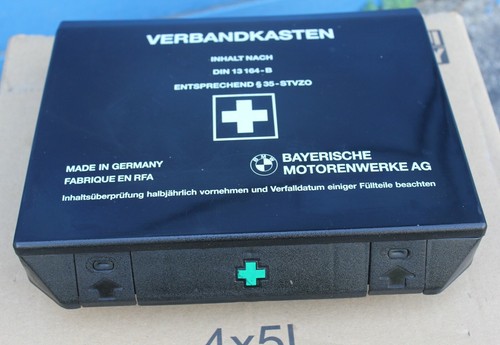 VERBANDKASTEN
INHALT NACH
DIN 13 164-B
ENTSPRECHEND § 35-STVZO
MADE IN GERMANY
FABRIQUE EN RFA
BMW
BAYERISCHE
MOTORENWERKE AG
Inhaltsüberprüfung halbjährlich vornehmen und Verfalldatum einiger Füllteile beachten
4x5L